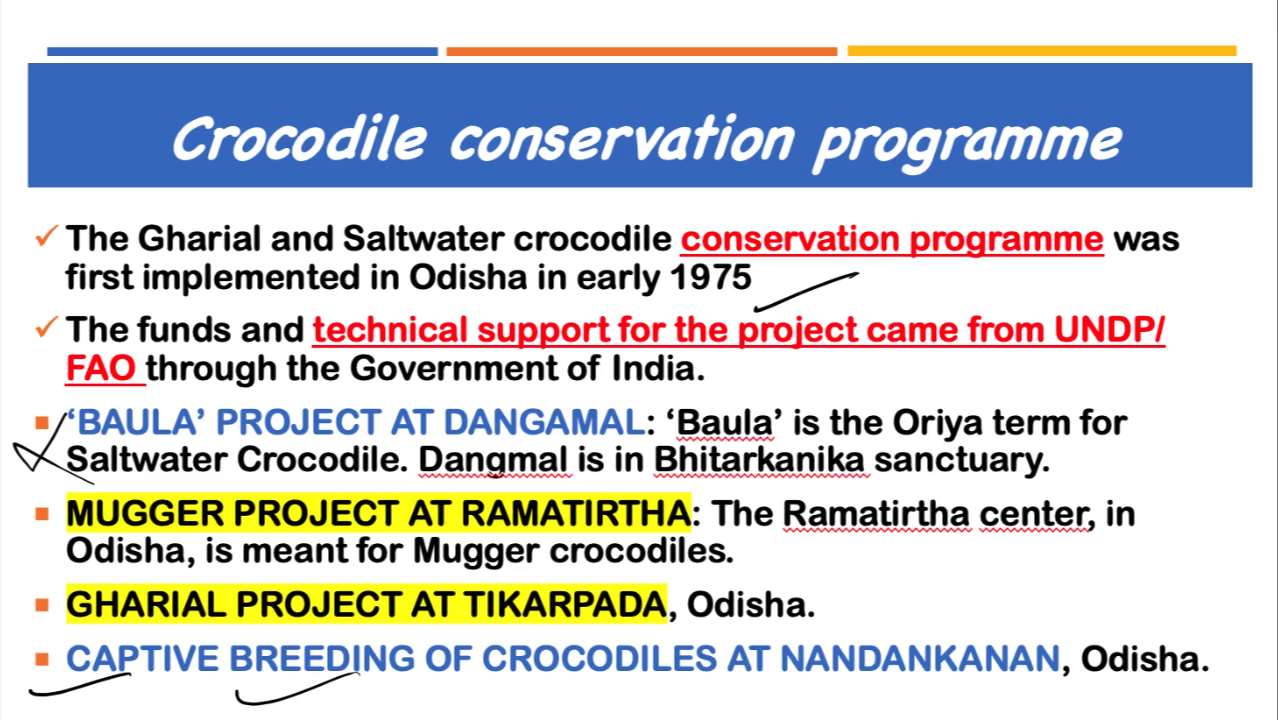 Crocodile conservation programme
The Gharial and Saltwater crocodile conservation programme was
first implemented in Odisha in early 1975
The funds and technical support for the project came from UNDP/
FAO through the Government of India.
‘BAULA’ PROJECT AT DANGAMAL: ‘Baula’ is the Oriya term for
Saltwater Crocodile. Dangmal is in Bhitarkanika sanctuary.
MUGGER PROJECT AT RAMATIRTHA: The Ramatirtha center, in
Odisha, is meant for Mugger crocodiles.
GHARIAL PROJECT AT TIKARPADA, Odisha.
CAPTIVE BREEDING OF CROCODILES AT NANDANKANAN, Odisha.